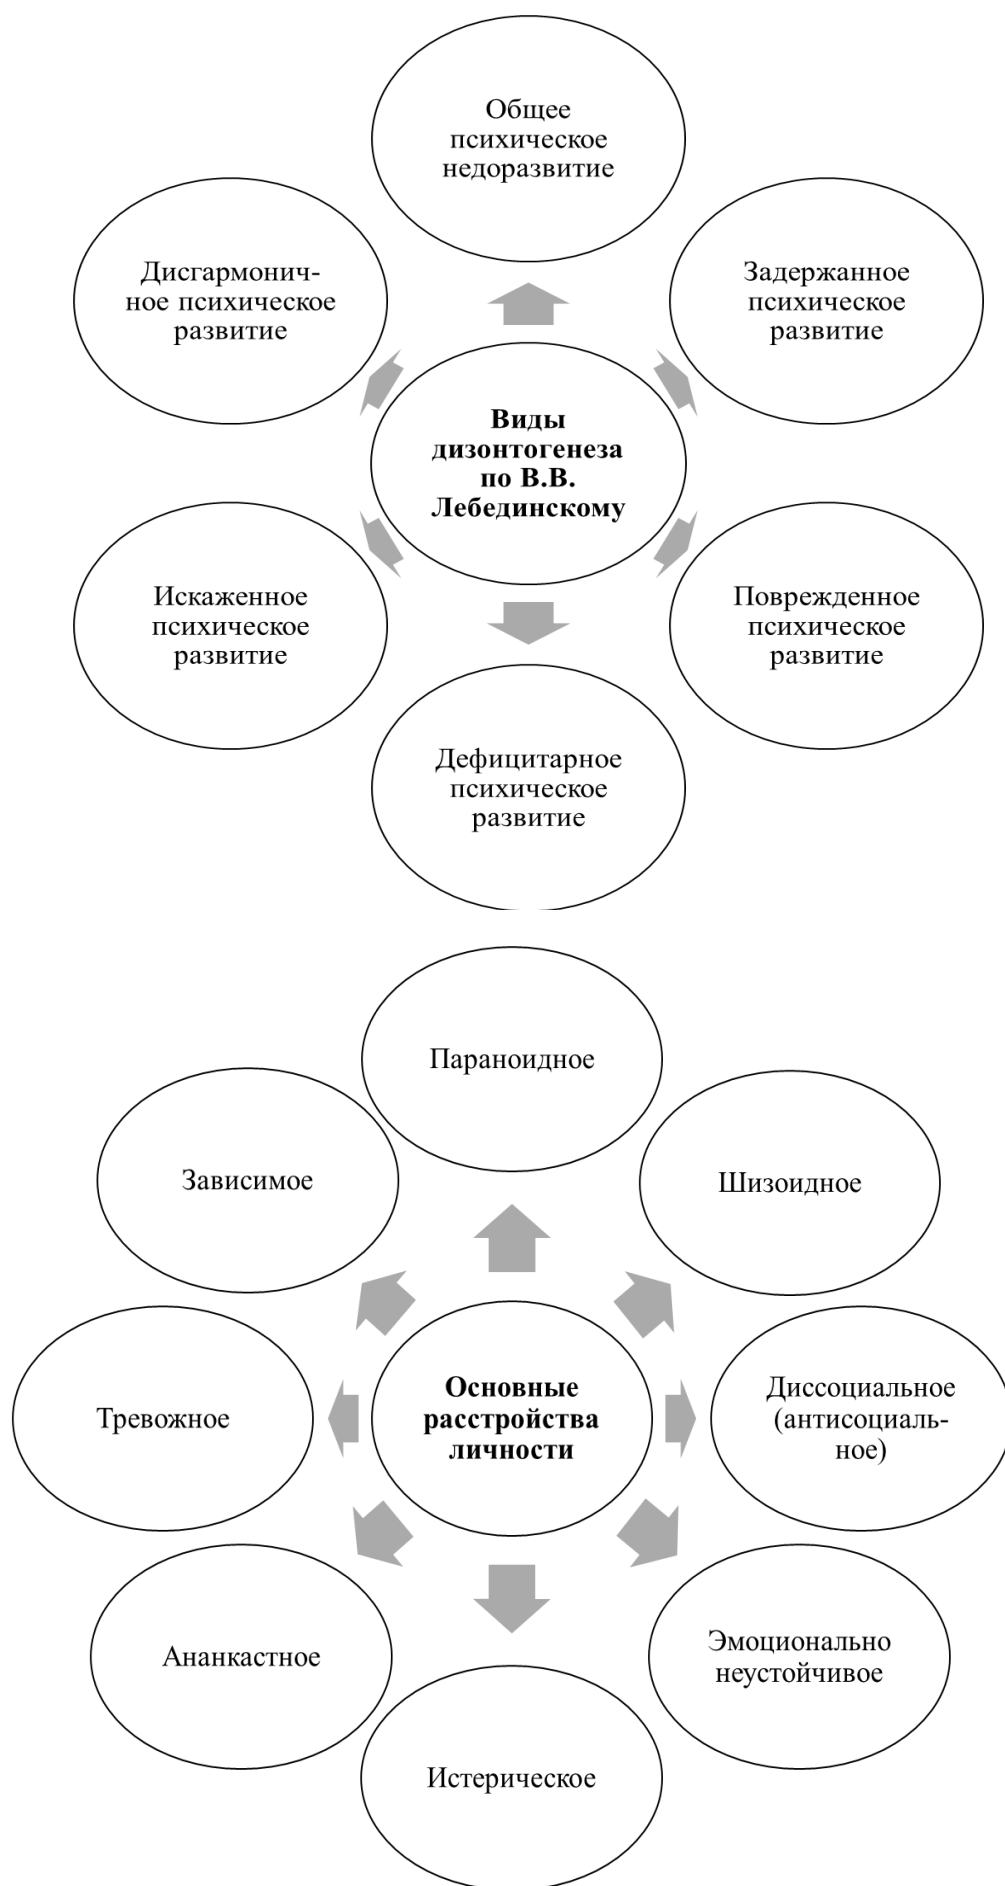 Общее
психическое
недоразвитие
Дисгармонич-
ное психическое
развитие
Задержанное
психическое
развитие
Виды
дизонтогенеза
по В.В.
Лебединскому
Искаженное
психическое
развитие
Поврежденное
психическое
развитие
Дефицитарное
психическое
развитие
Параноидное
Зависимое
Шизоидное
Тревожное
Основные
расстройства
личности
Диссоциальное
(антисоциаль-
ное)
Ананкастное
Эмоционально
неустойчивое
Истерическое